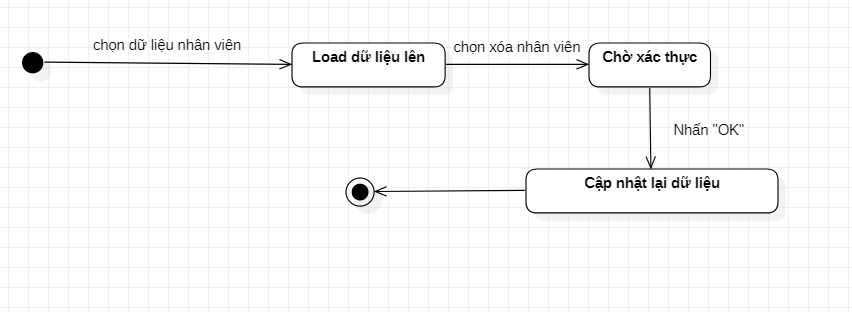 chọn dữ liệu nhân viên
Load dữ liệu lên
chọn xóa nhân viên
Chờ xác thực
Nhấn "OK"
Cập nhật lại dữ liệu